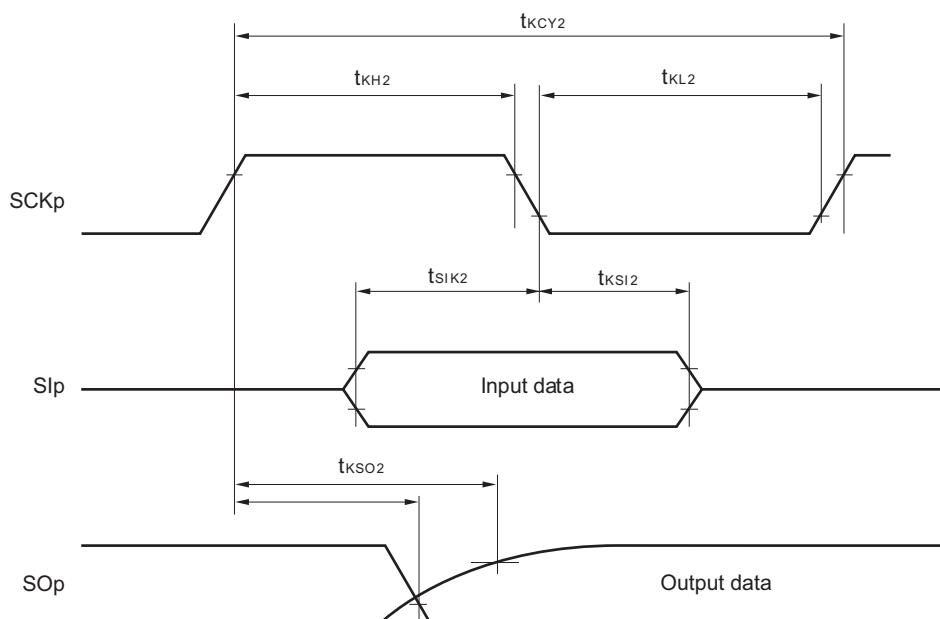 tKCY2
tKH2
tKL2
SCKp
tSIK2
tKSI2
SIp
Input data
tKSO2
SOp
Output data